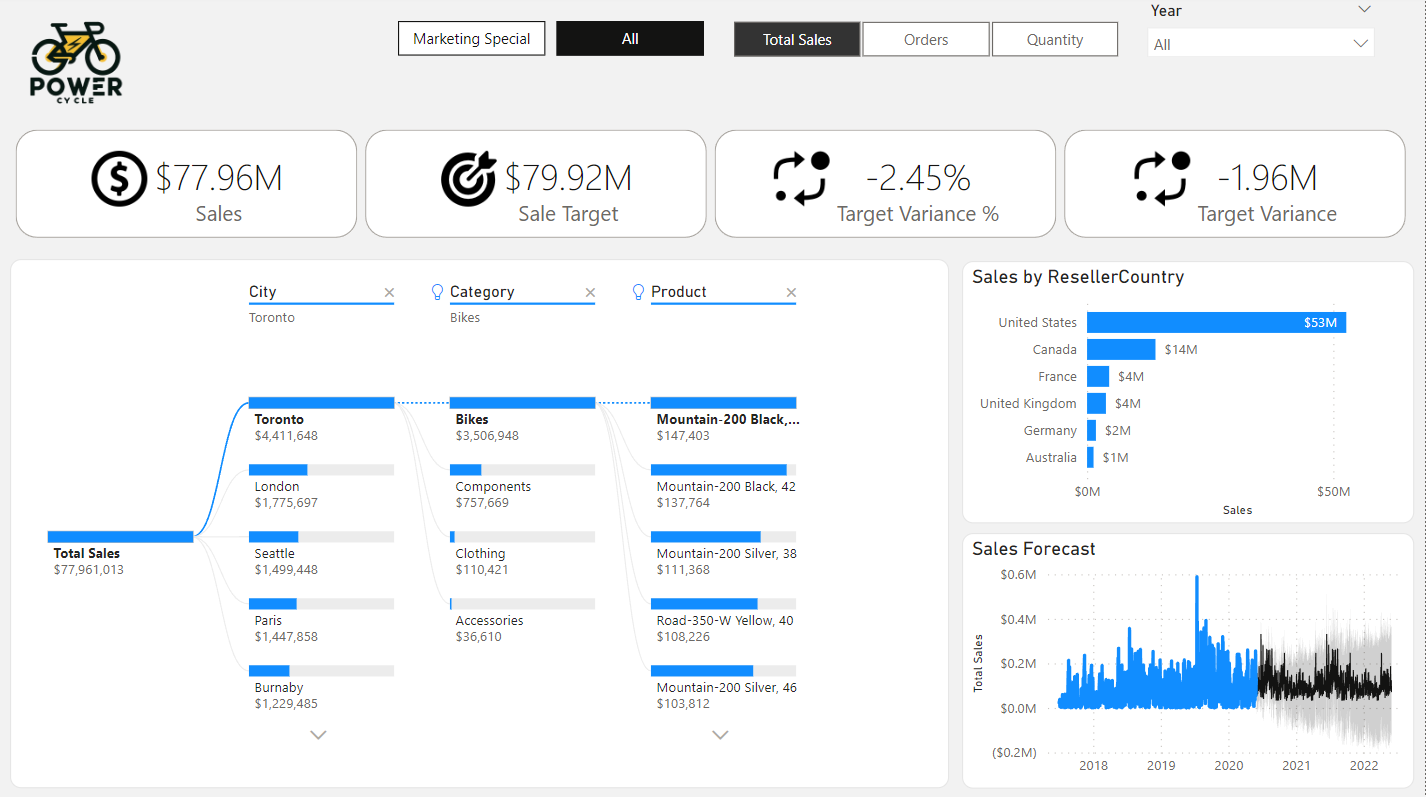 Marketing Special
All
Total Sales
Orders
Quantity
Year
All
POWER
CYCLE
$77.96M
Sales
$79.92M
Sale Target
-2.45%
Target Variance %
-1.96M
Target Variance
City
Toronto
Category
Bikes
Product
Total Sales
$77,961,013
Toronto
$4,411,648
London
$1,775,697
Seattle
$1,499,448
Paris
$1,447,858
Burnaby
$1,229,485
Bikes
$3,506,948
Components
$757,669
Clothing
$110,421
Accessories
$36,610
Mountain-200 Black,...
$147,403
Mountain-200 Black, 42
$137,764
Mountain-200 Silver, 38
$111,368
Road-350-W Yellow, 40
$108,226
Mountain-200 Silver, 46
$103,812
Sales by ResellerCountry
United States $53M
Canada $14M
France $4M
United Kingdom $4M
Germany $2M
Australia $1M
$0M $50M
Sales
Sales Forecast
Total Sales
$0.6M
$0.4M
$0.2M
$0.0M
($0.2M)
2018 2019 2020 2021 2022